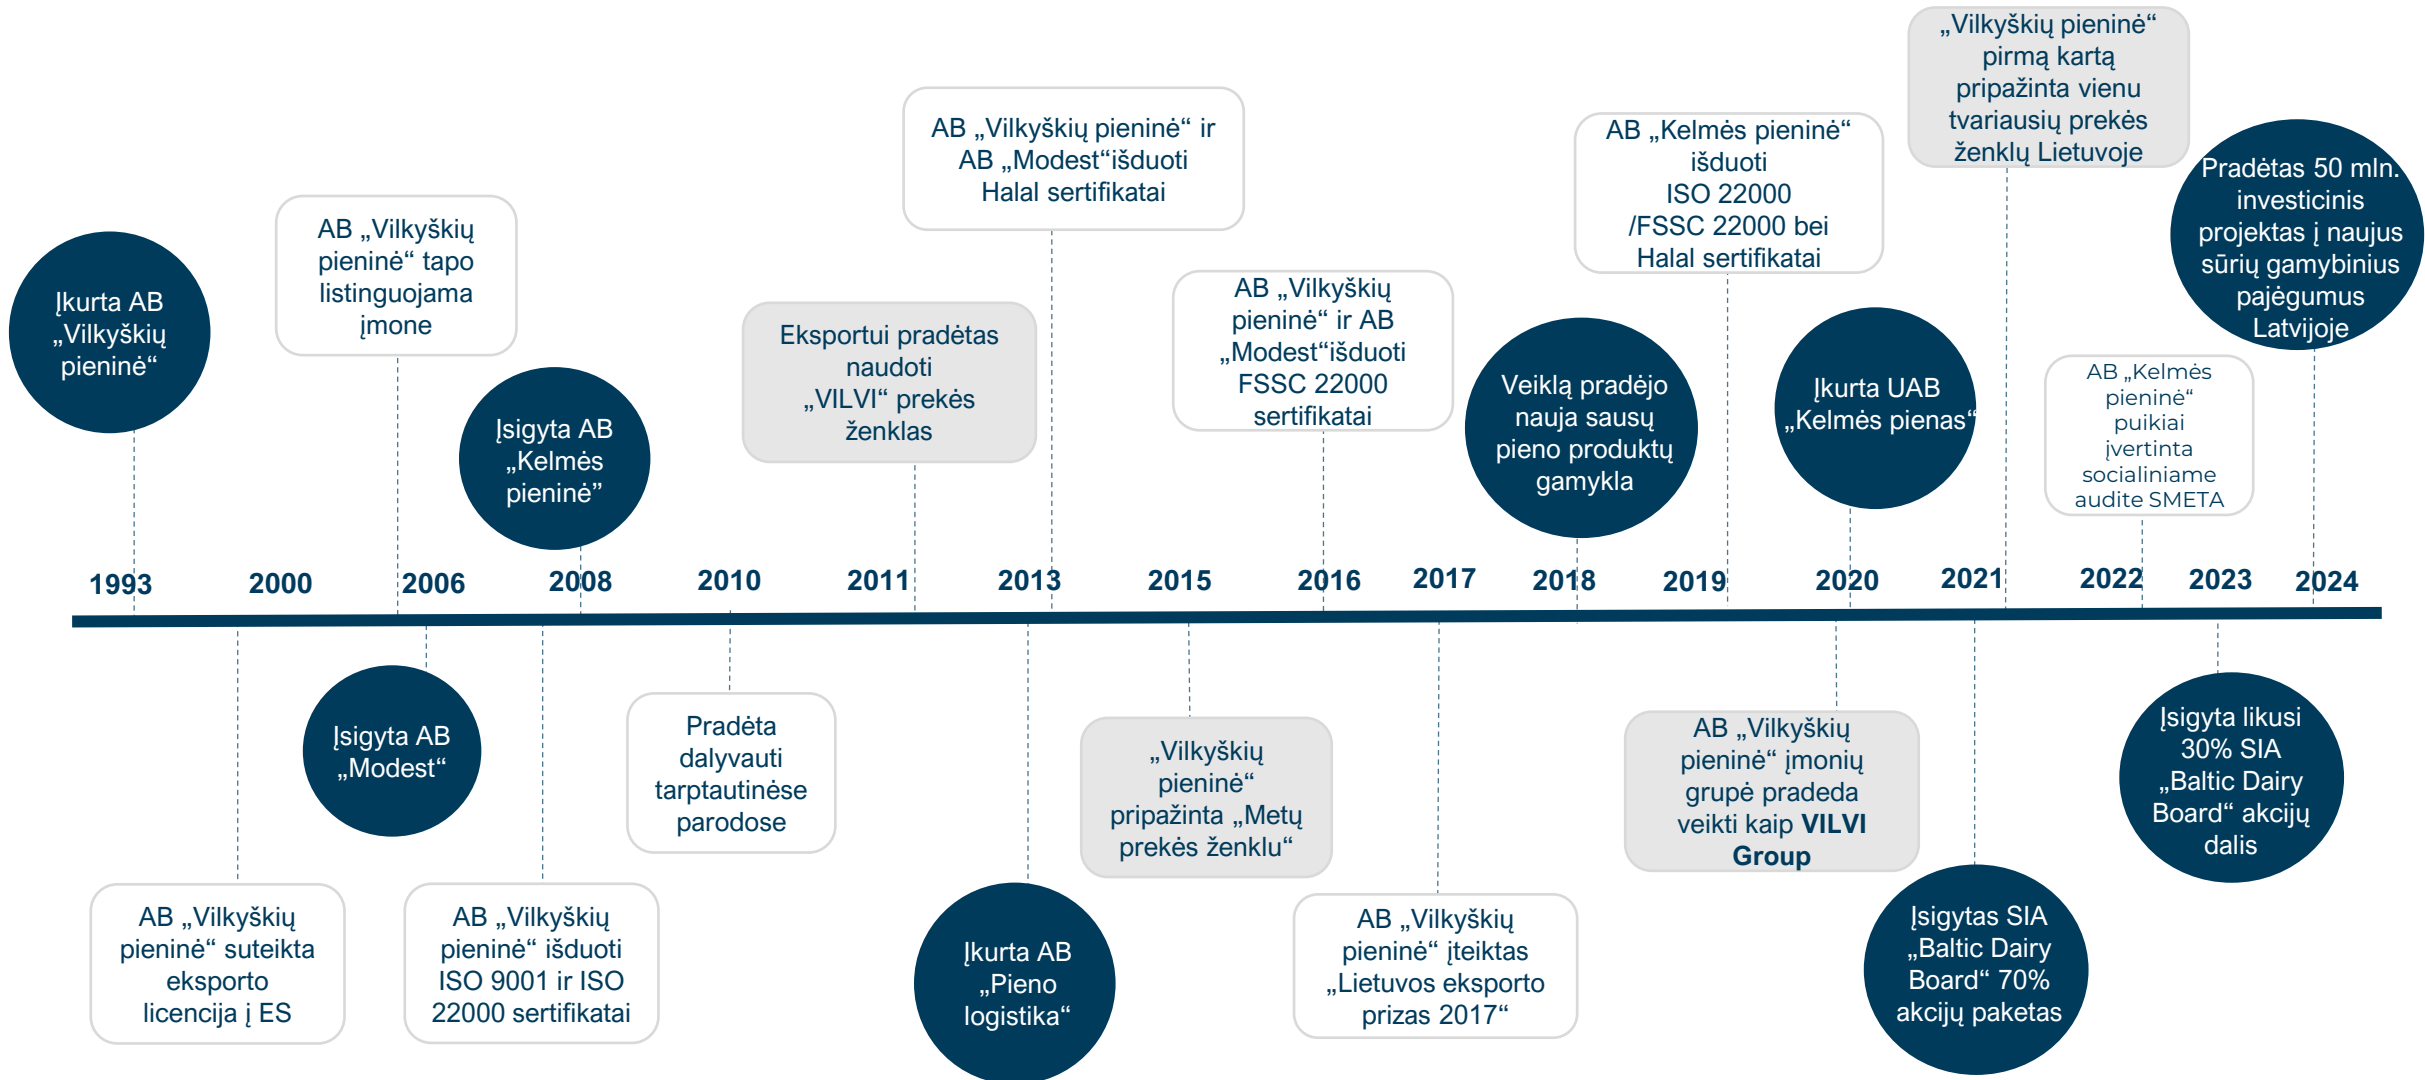 Įkurta AB
„Vilkyškių
pieninė“
AB „Vilkyškių
pieninė“ tapo
listinguojama
įmone
Įsigyta AB
„Kelmės
pieninė”
Eksportui pradėtas
naudoti
„VILVI“ prekės
ženklas
AB „Vilkyškių pieninė“ ir
AB „Modest“išduoti
Halal sertifikatai
AB „Vilkyškių
pieninė“ ir AB
„Modest“išduoti
FSSC 22000
sertifikatai
Veiklą pradėjo
nauja sausų
pieno produktų
gamykla
AB „Kelmės pieninė“
išduoti
ISO 22000
/FSSC 22000 bei
Halal sertifikatai
Įkurta UAB
„Kelmės pienas“
„Vilkyškių pieninė“
pirmą kartą
pripažinta vienu
tvariausių prekės
ženklų Lietuvoje
AB „Kelmės
pieninė“
puikiai
įvertinta
socialiniame
audite SMETA
Pradėtas 50 mln.
investicinis
projektas į naujus
sūrių gamybinius
pajėgumus
Latvijoje
1993 2000 2006 2008 2010 2011 2013 2015 2016 2017 2018 2019 2020 2021 2022 2023 2024
AB „Vilkyškių
pieninė“ suteikta
eksporto
licencija į ES
Įsigyta AB
„Modest“
AB „Vilkyškių
pieninė“ išduoti
ISO 9001 ir ISO
22000 sertifikatai
Pradėta
dalyvauti
tarptautinėse
parodose
Įkurta AB
„Pieno
logistika“
„Vilkyškių
pieninė“
pripažinta „Metų
prekės ženklu“
AB „Vilkyškių
pieninė“ įteiktas
„Lietuvos eksporto
prizas 2017“
AB „Vilkyškių
pieninė“ įmonių
grupė pradeda
veikti kaip VILVI
Group
Įsigytas SIA
„Baltic Dairy
Board“ 70%
akcijų paketas
Įsigyta likusi
30% SIA
„Baltic Dairy
Board“ akcijų
dalis